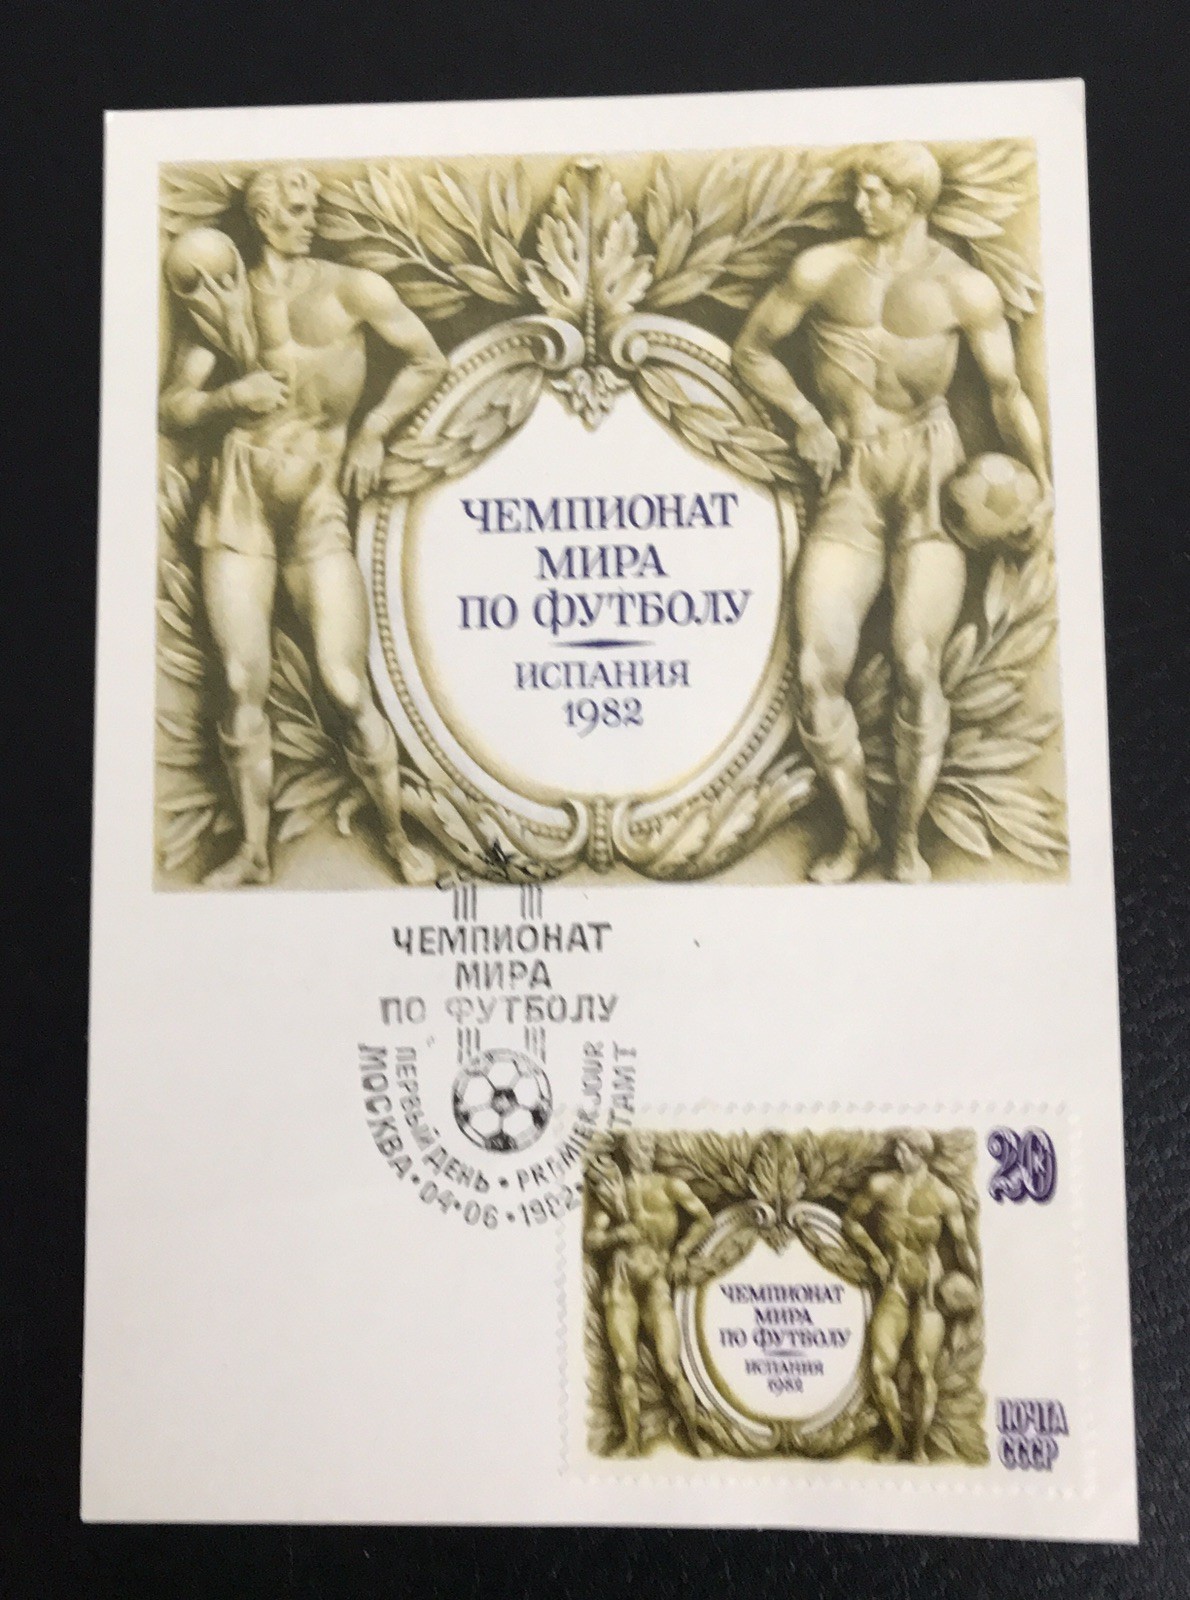 ЧЕМПИОНАТ
МИРА
ПО ФУТБОЛУ
ИСПАНИЯ
1982
ЧЕМПИОНАТ
МИРА
ПО ФУТБОЛУ
ПЕРВЫЙ ДЕНЬ • PREMIER JOUR
МОСКВА • 04 • 06 • 1982 •
20
ЧЕМПИОНАТ
МИРА
ПО ФУТБОЛУ
ИСПАНИЯ
1982
ПОЧТА
СССР